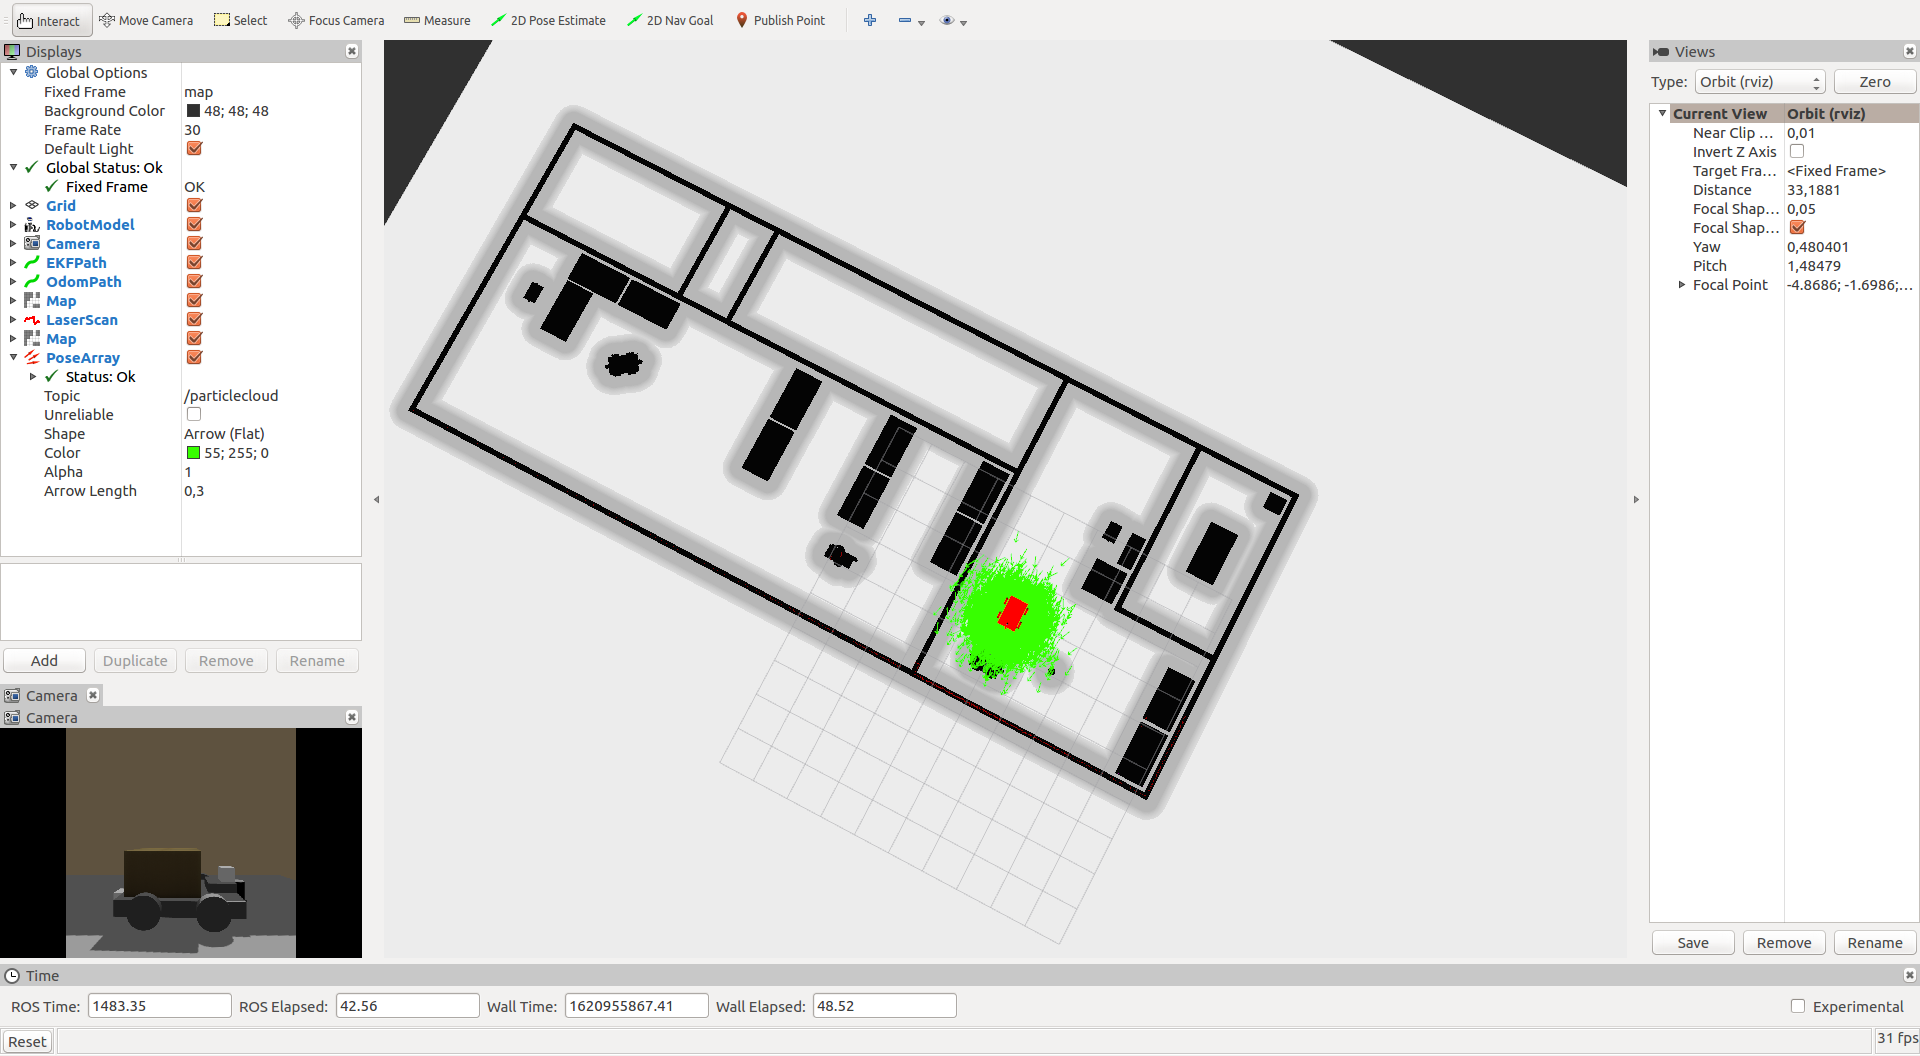 Interact Move Camera Select Focus Camera Measure 2D Pose Estimate 2D Nav Goal Publish Point
Displays
Global Options
Fixed Frame map
Background Color 48; 48; 48
Frame Rate 30
Default Light
Global Status: Ok
Fixed Frame OK
Grid
RobotModel
Camera
EKFPath
OdomPath
Map
LaserScan
Map
PoseArray
Status: Ok
Topic /particlecloud
Unreliable
Shape Arrow (Flat)
Color 55; 255; 0
Alpha 1
Arrow Length 0,3
Add Duplicate Remove Rename
Camera
Camera
Views
Type: Orbit (rviz) Zero
Current View Orbit (rviz)
Near Clip ... 0,01
Invert Z Axis
Target Fra... <Fixed Frame>
Distance 33,1881
Focal Shap... 0,05
Focal Shap...
Yaw 0,480401
Pitch 1,48479
Focal Point -4.8686; -1.6986;...
Save Remove Rename
Time
ROS Time: 1483.35 ROS Elapsed: 42.56 Wall Time: 1620955867.41 Wall Elapsed: 48.52 Experimental
Reset 31 fps